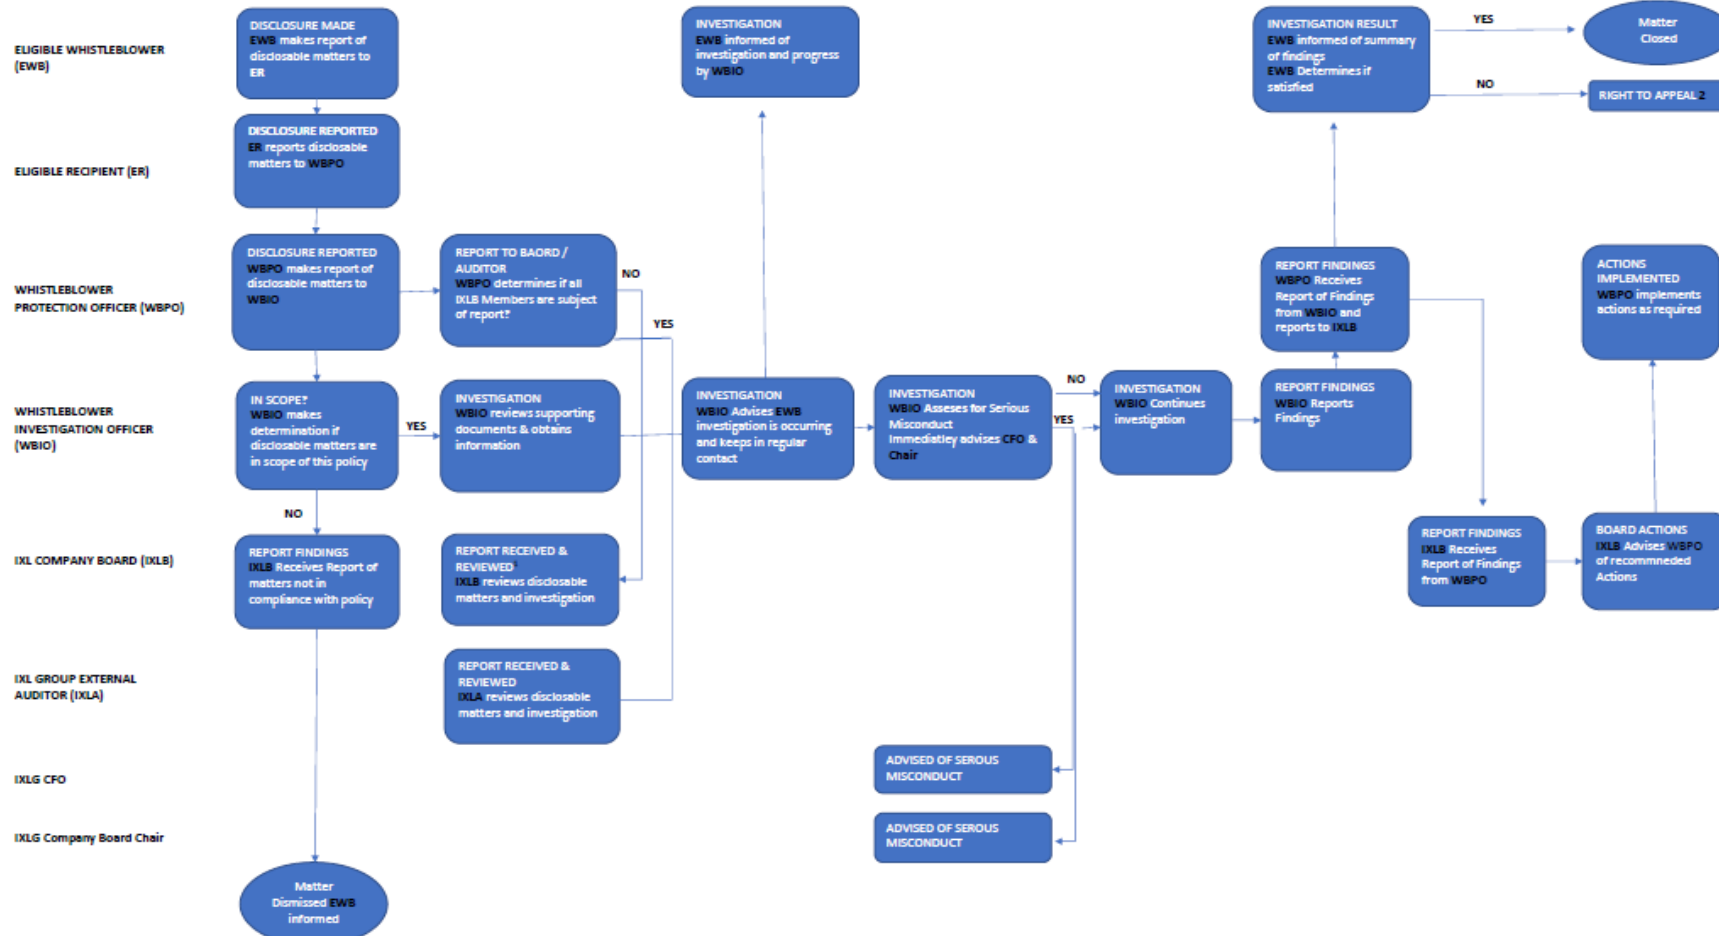 ELIGIBLE WHISTLEBLOWER
(EWB)
DISCLOSURE MADE
EWB makes report of
disclosable matters to
ER
INVESTIGATION
EWB informed of
investigation and progress
by WBIO
INVESTIGATION RESULT
EWB informed of summary
of findings
EWB Determines if
satisfied
YES
Matter
Closed
NO
RIGHT TO APPEAL 2
ELIGIBLE RECIPIENT (ER)
DISCLOSURE REPORTED
ER reports disclosable
matters to WBPO
WHISTLEBLOWER
PROTECTION OFFICER (WBPO)
DISCLOSURE REPORTED
WBPO makes report of
disclosable matters to
WBIO
REPORT TO BAORD /
AUDITOR
WBPO determines if all
IXLB Members are subject
of report?
NO
YES
REPORT FINDINGS
WBPO Receives
Report of Findings
from WBIO and
reports to IXLB
ACTIONS
IMPLEMENTED
WBPO implements
actions as required
WHISTLEBLOWER
INVESTIGATION OFFICER
(WBIO)
IN SCOPE?
WBIO makes
determination if
disclosable matters are
in scope of this policy
YES
NO
INVESTIGATION
WBIO reviews supporting
documents & obtains
information
INVESTIGATION
WBIO Advises EWB
investigation is occurring
and keeps in regular
contact
INVESTIGATION
WBIO Asseses for Serious
Misconduct
Immediatley advises CFO &
Chair
NO
YES
INVESTIGATION
WBIO Continues
investigation
REPORT FINDINGS
WBIO Reports
Findings
IXL COMPANY BOARD (IXLB)
REPORT FINDINGS
IXLB Receives Report of
matters not in
compliance with policy
REPORT RECEIVED &
REVIEWED1
IXLB reviews disclosable
matters and investigation
REPORT FINDINGS
IXLB Receives
Report of Findings
from WBPO
BOARD ACTIONS
IXLB Advises WBPO
of recommneded
Actions
IXL GROUP EXTERNAL
AUDITOR (IXLA)
REPORT RECEIVED &
REVIEWED
IXLA reviews disclosable
matters and investigation
IXLG CFO
ADVISED OF SEROUS
MISCONDUCT
IXLG Company Board Chair
ADVISED OF SEROUS
MISCONDUCT
Matter
Dismissed EWB
informed